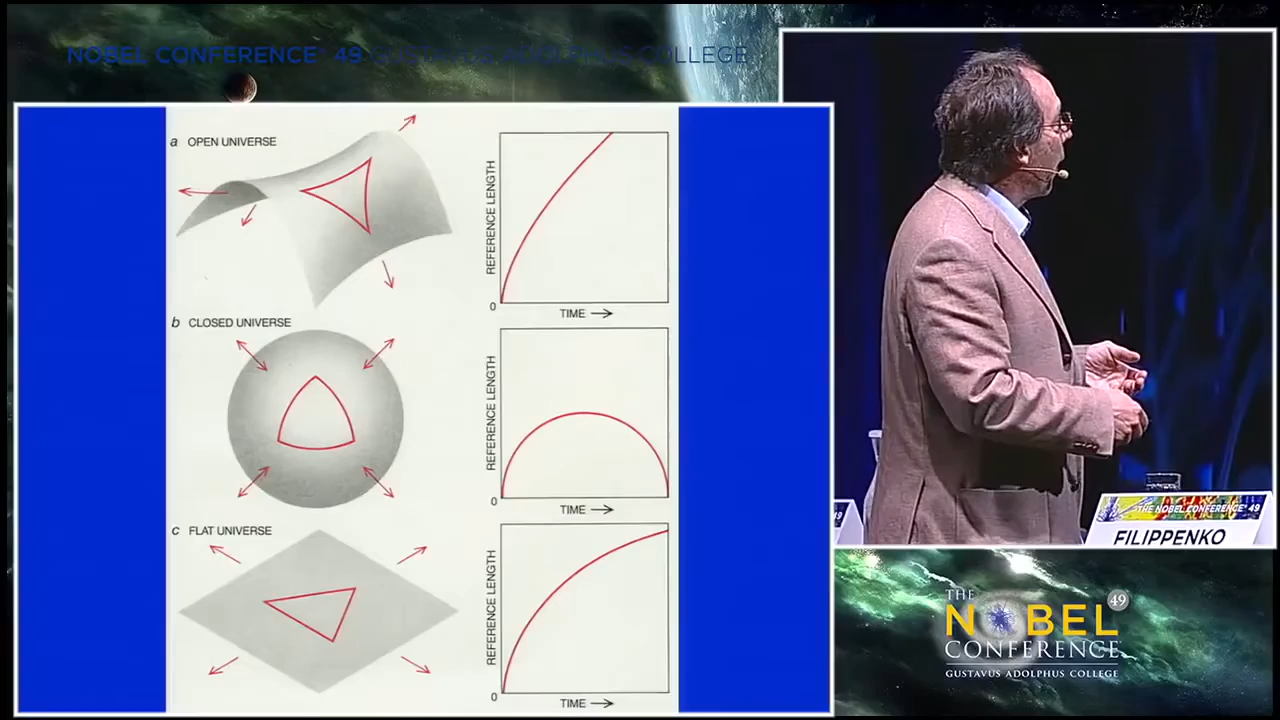 NOBEL CONFERENCE® 49 GUSTAVUS ADOLPHUS COLLEGE
a OPEN UNIVERSE
REFERENCE LENGTH
0
TIME →
b CLOSED UNIVERSE
REFERENCE LENGTH
0
TIME →
c FLAT UNIVERSE
REFERENCE LENGTH
0
TIME →
49
THE NOBEL CONFERENCE® 49
FILIPPENKO
THE
NOBEL
49
CONFERENCE
GUSTAVUS ADOLPHUS COLLEGE